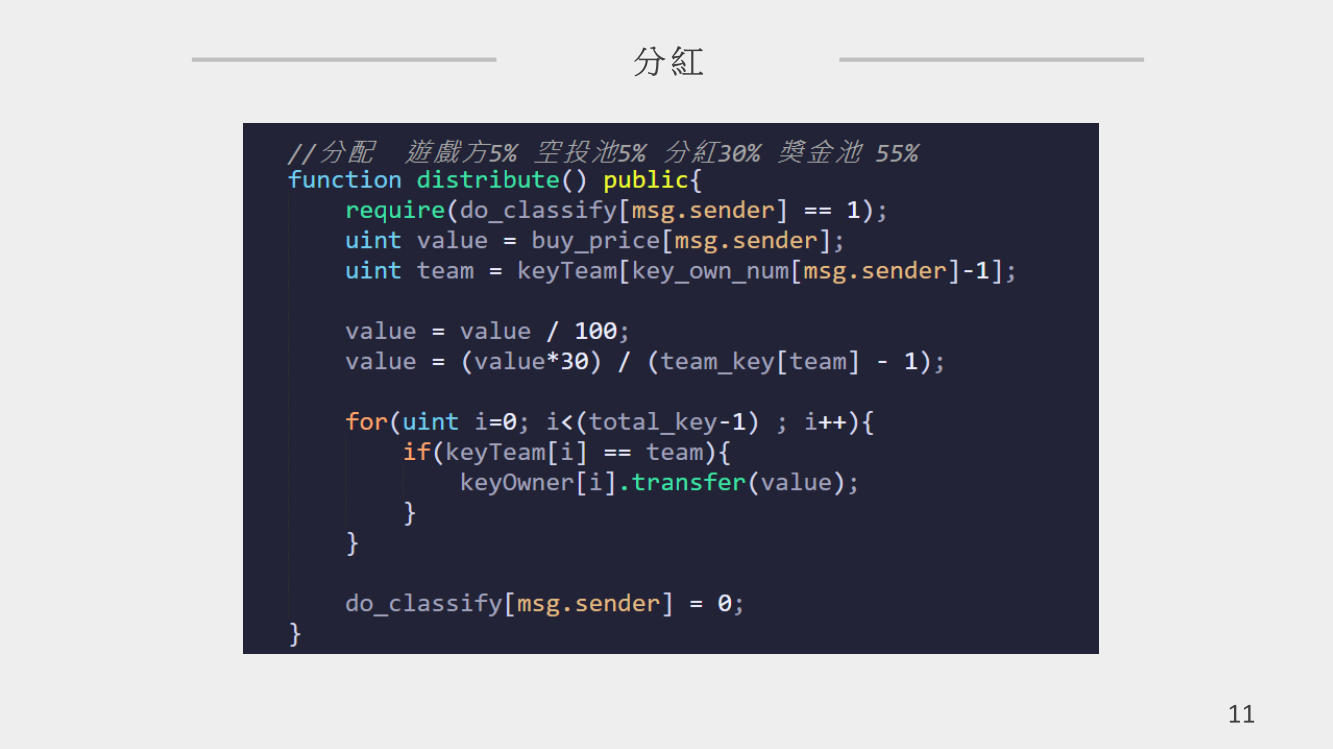 分紅
//分配 遊戲方5% 空投池5% 分紅30% 獎金池 55%
function distribute() public{
require(do_classify[msg.sender] == 1);
uint value = buy_price[msg.sender];
uint team = keyTeam[key_own_num[msg.sender]-1];
value = value / 100;
value = (value*30) / (team_key[team] - 1);
for(uint i=0; i<(total_key-1) ; i++){
if(keyTeam[i] == team){
keyOwner[i].transfer(value);
}
}
do_classify[msg.sender] = 0;
}
11